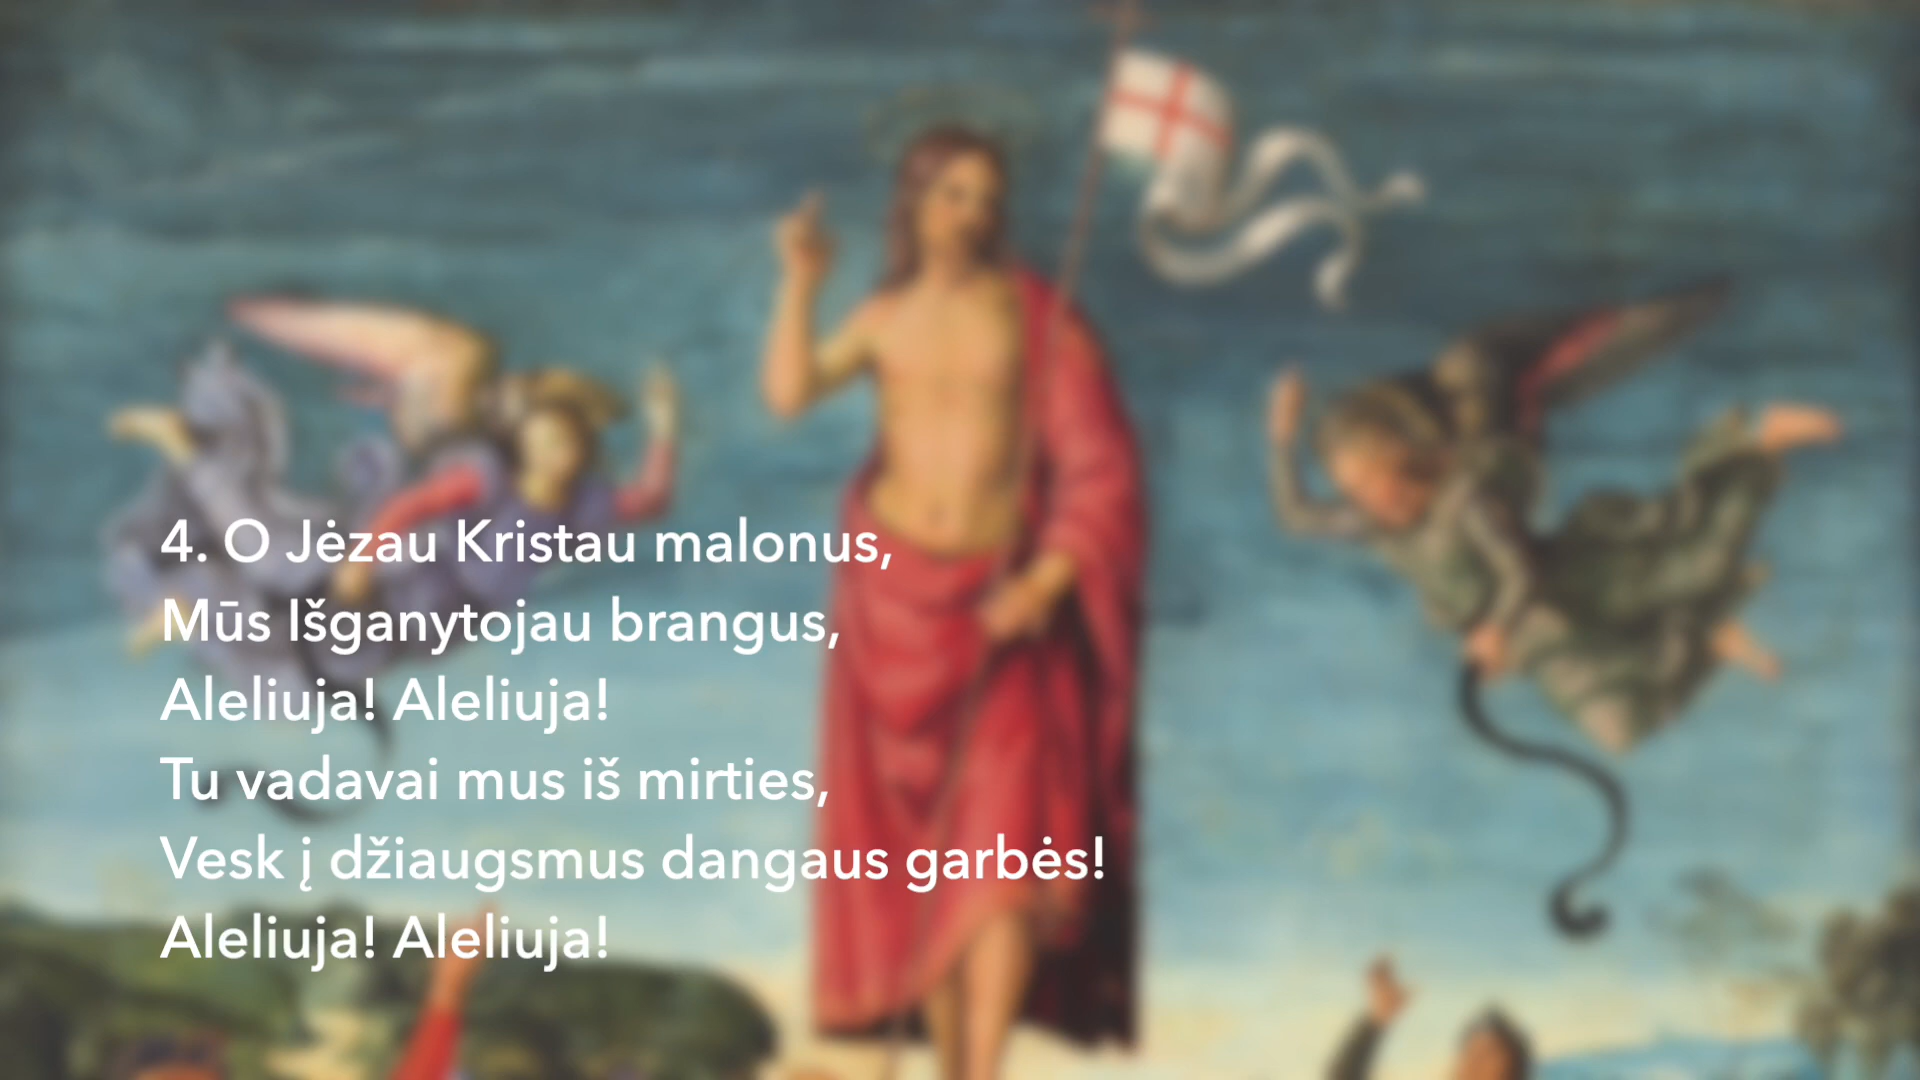 4. O Jėzau Kristau malonus,
Mūs Išganytojau brangus,
Aleliuja! Aleliuja!
Tu vadavai mus iš mirties,
Vesk į džiaugsmus dangaus garbės!
Aleliuja! Aleliuja!